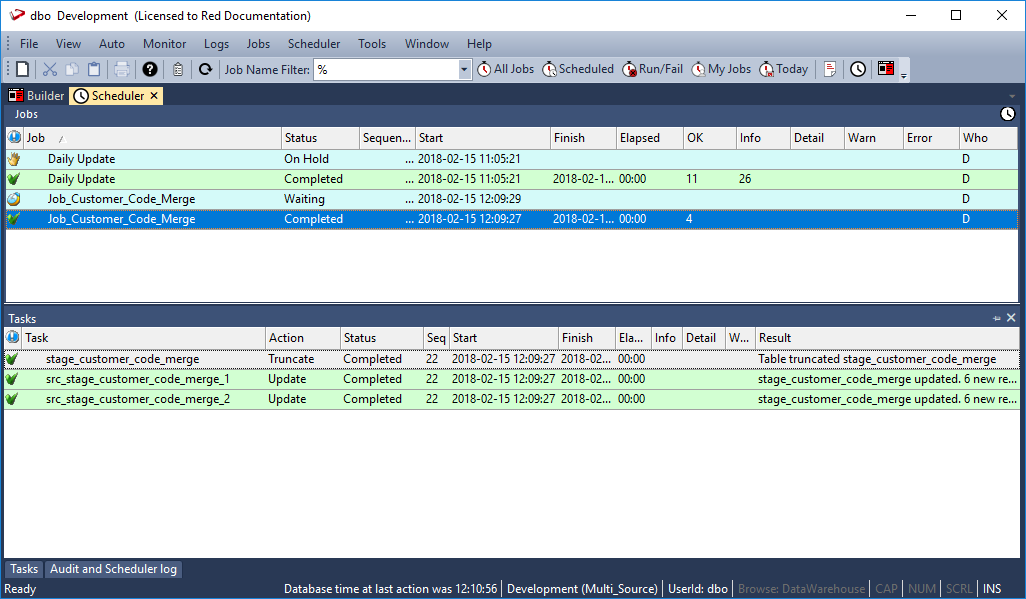 dbo Development (Licensed to Red Documentation)
File View Auto Monitor Logs Jobs Scheduler Tools Window Help
Job Name Filter: % All Jobs Scheduled Run/Fail My Jobs Today
Builder Scheduler
Jobs
Job Status Sequen... Start Finish Elapsed OK Info Detail Warn Error Who
Daily Update On Hold ... 2018-02-15 11:05:21 D
Daily Update Completed ... 2018-02-15 11:05:21 2018-02-1... 00:00 11 26 D
Job_Customer_Code_Merge Waiting ... 2018-02-15 12:09:29 D
Job_Customer_Code_Merge Completed ... 2018-02-15 12:09:27 2018-02-1... 00:00 4 D
Tasks
Task Action Status Seq Start Finish Ela... Info Detail W... Result
stage_customer_code_merge Truncate Completed 22 2018-02-15 12:09:27 2018-02... 00:00 Table truncated stage_customer_code_merge
src_stage_customer_code_merge_1 Update Completed 22 2018-02-15 12:09:27 2018-02... 00:00 stage_customer_code_merge updated. 6 new re...
src_stage_customer_code_merge_2 Update Completed 22 2018-02-15 12:09:27 2018-02... 00:00 stage_customer_code_merge updated. 6 new re...
Tasks Audit and Scheduler log
Ready Database time at last action was 12:10:56 Development (Multi_Source) UserId: dbo Browse: DataWarehouse CAP NUM SCRL INS